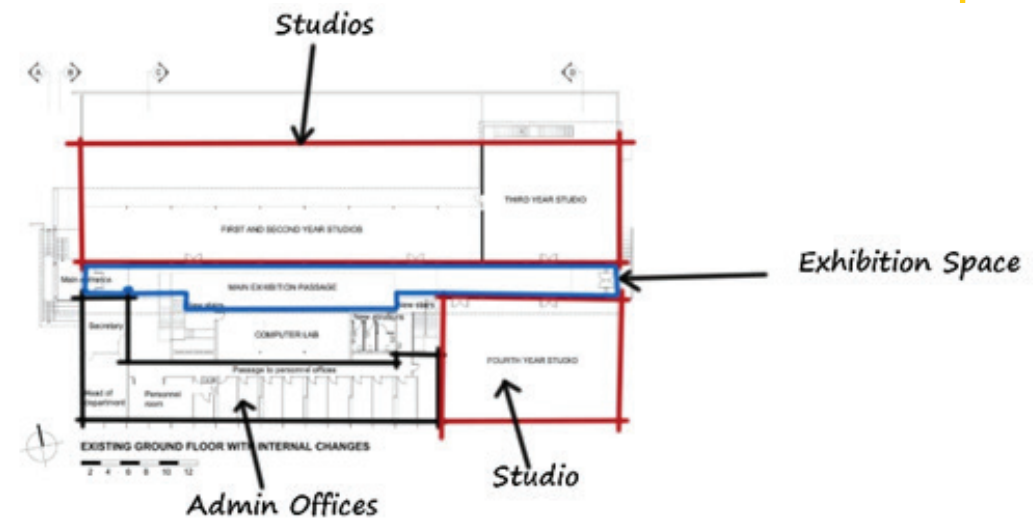 Studios
A
B
C
D
THIRD YEAR STUDIO
FIRST AND SECOND YEAR STUDIOS
Exhibition Space
Main entrance
MAIN EXHIBITION PASSAGE
New stairs
New stairs
Secretary
COMPUTER LAB
FOURTH YEAR STUDIO
Passage to personnel offices
Head of
Department
Personnel
room
EXISTING GROUND FLOOR WITH INTERNAL CHANGES
2 4 6 8 10 12
Studio
Admin Offices